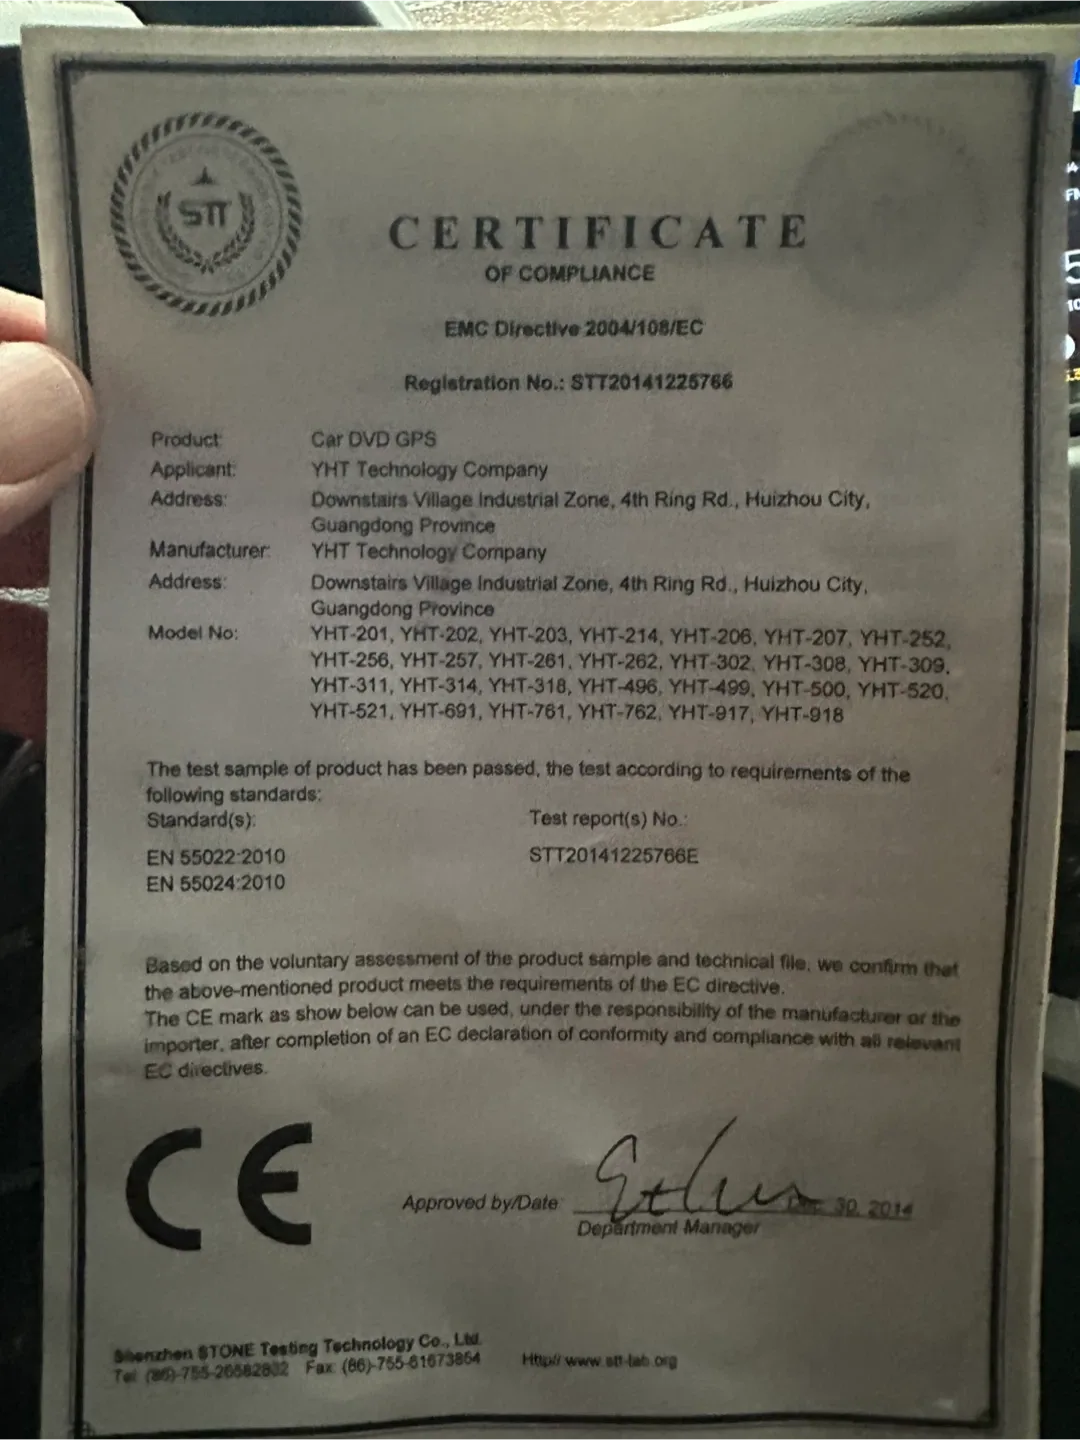 STT
CERTIFICATE
OF COMPLIANCE
EMC Directive 2004/108/EC
Registration No.: STT20141225766
Product: Car DVD GPS
Applicant: YHT Technology Company
Address: Downstairs Village Industrial Zone, 4th Ring Rd., Huizhou City,
Guangdong Province
Manufacturer: YHT Technology Company
Address: Downstairs Village Industrial Zone, 4th Ring Rd., Huizhou City,
Guangdong Province
Model No: YHT-201, YHT-202, YHT-203, YHT-214, YHT-206, YHT-207, YHT-252,
YHT-256, YHT-257, YHT-261, YHT-262, YHT-302, YHT-308, YHT-309,
YHT-311, YHT-314, YHT-318, YHT-496, YHT-499, YHT-500, YHT-520,
YHT-521, YHT-691, YHT-761, YHT-762, YHT-917, YHT-918
The test sample of product has been passed, the test according to requirements of the
following standards:
Standard(s): Test report(s) No.:
EN 55022:2010 STT20141225766E
EN 55024:2010
Based on the voluntary assessment of the product sample and technical file, we confirm that
the above-mentioned product meets the requirements of the EC directive.
The CE mark as show below can be used, under the responsibility of the manufacturer or the
importer, after completion of an EC declaration of conformity and compliance with all relevant
EC directives.
CE
Approved by/Date Dec. 30, 2014
Department Manager
Shenzhen STONE Testing Technology Co., Ltd.
Tel: (86)-755-26582802 Fax: (86)-755-61673864 Http// www.stt-lab.org